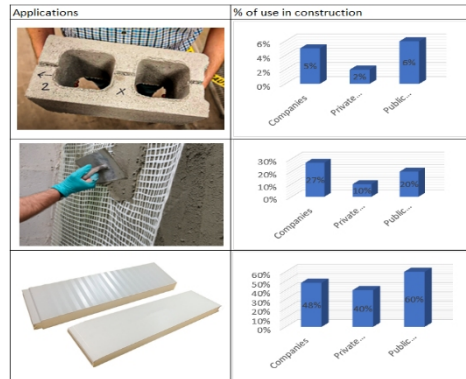 Applications
% of use in construction
Z X
6%
4%
2%
0%
5%
2%
6%
Companies
Private...
Public...
30%
20%
10%
0%
27%
10%
20%
Companies
Private...
Public...
60%
50%
40%
30%
20%
10%
0%
48%
40%
60%
Companies
Private...
Public...